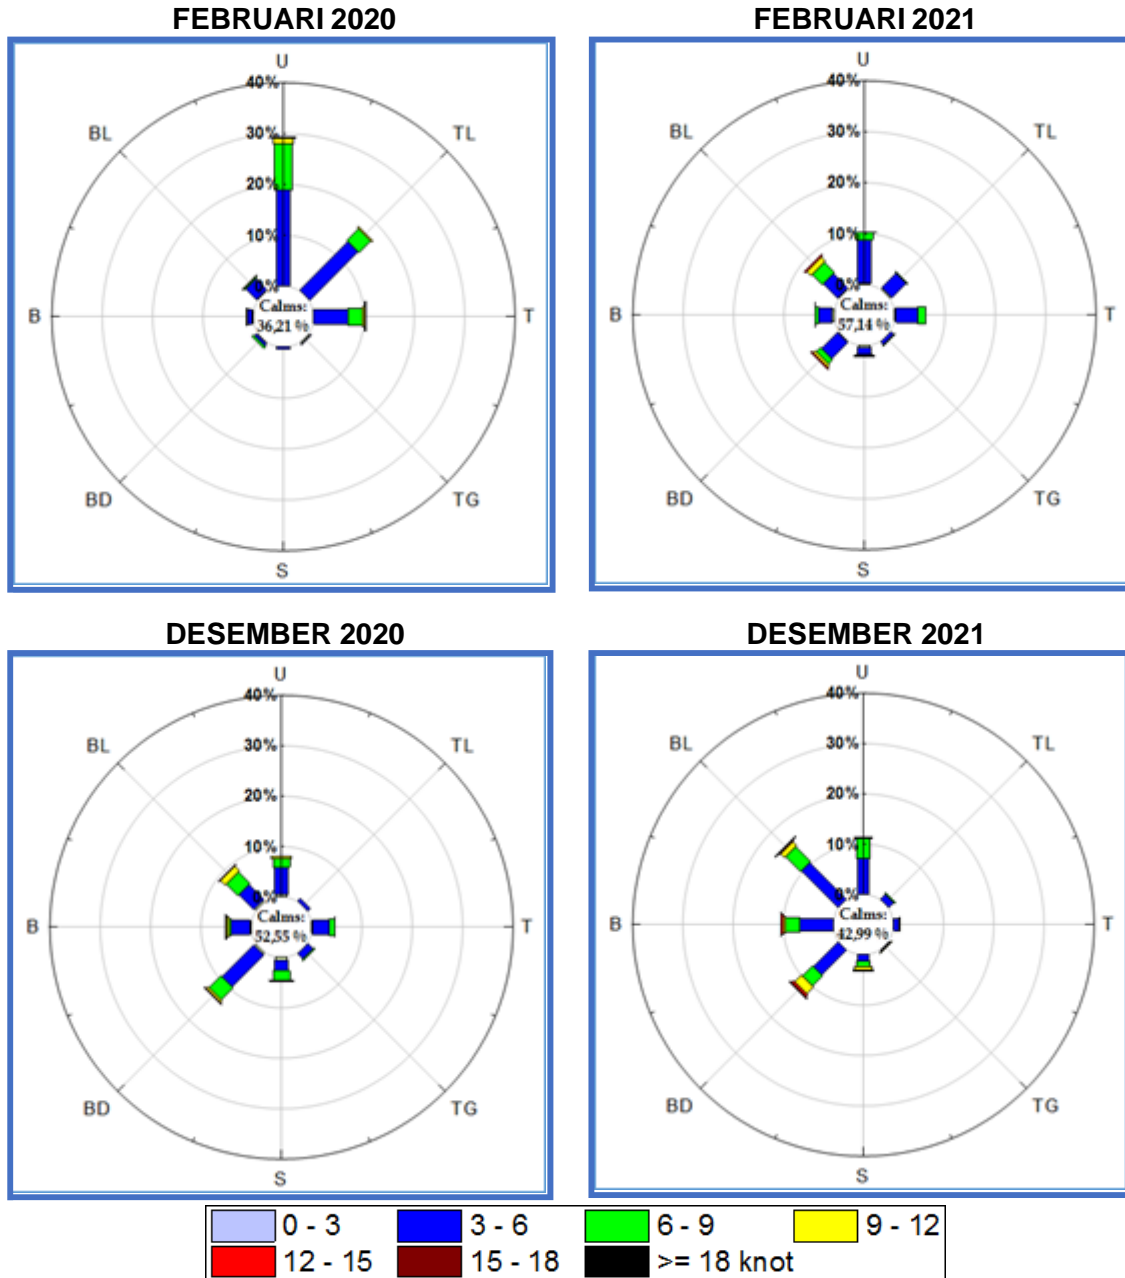 FEBRUARI 2020
FEBRUARI 2021
U
40%
30%
20%
10%
0%
BL
TL
B
T
Calms:
36,21 %
BD
TG
S
U
40%
30%
20%
10%
0%
BL
TL
B
T
Calms:
57,14 %
BD
TG
S
DESEMBER 2020
DESEMBER 2021
U
40%
30%
20%
10%
0%
BL
TL
B
T
Calms:
52,55 %
BD
TG
S
U
40%
30%
20%
10%
0%
BL
TL
B
T
Calms:
42,99 %
BD
TG
S
0 - 3 3 - 6 6 - 9 9 - 12
12 - 15 15 - 18 >= 18 knot